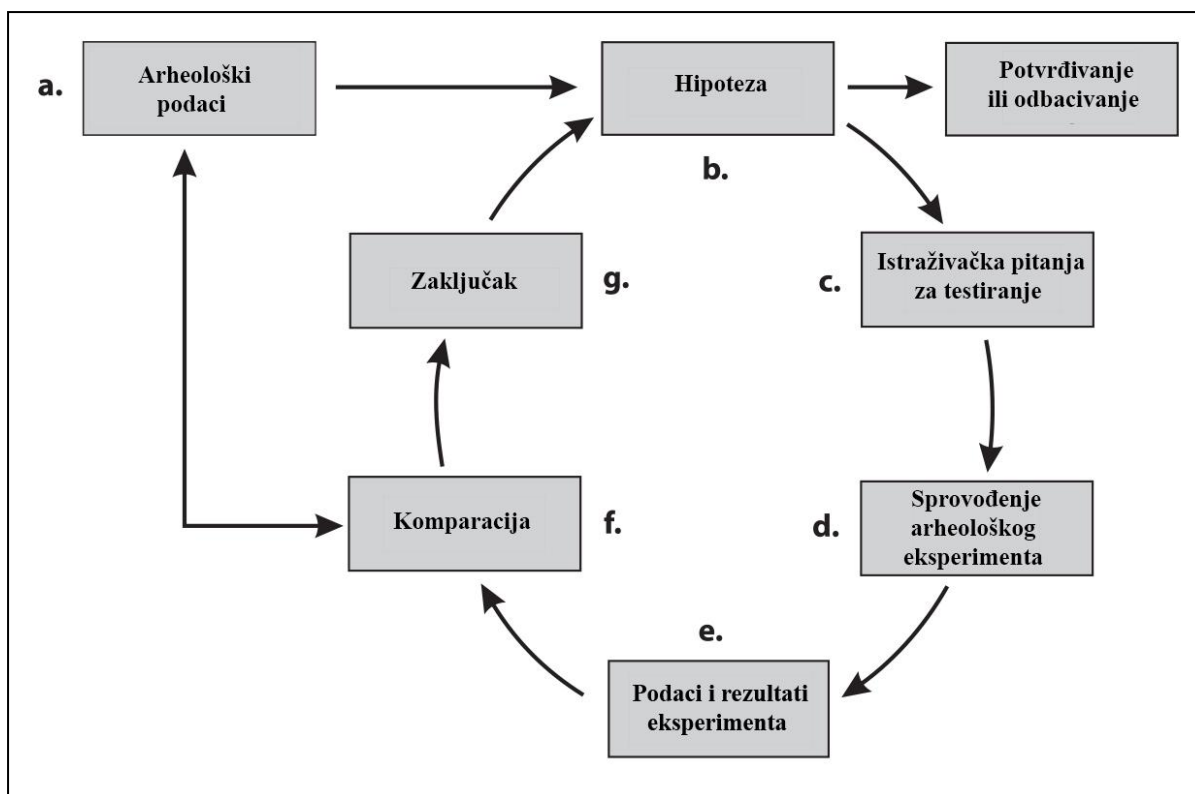 a.
Arheološki
podaci
Hipoteza
b.
Potvrđivanje
ili odbacivanje
Istraživačka pitanja
za testiranje
c.
Sprovođenje
arheološkog
eksperimenta
d.
e.
Podaci i rezultati
eksperimenta
Komparacija
f.
Zaključak
g.